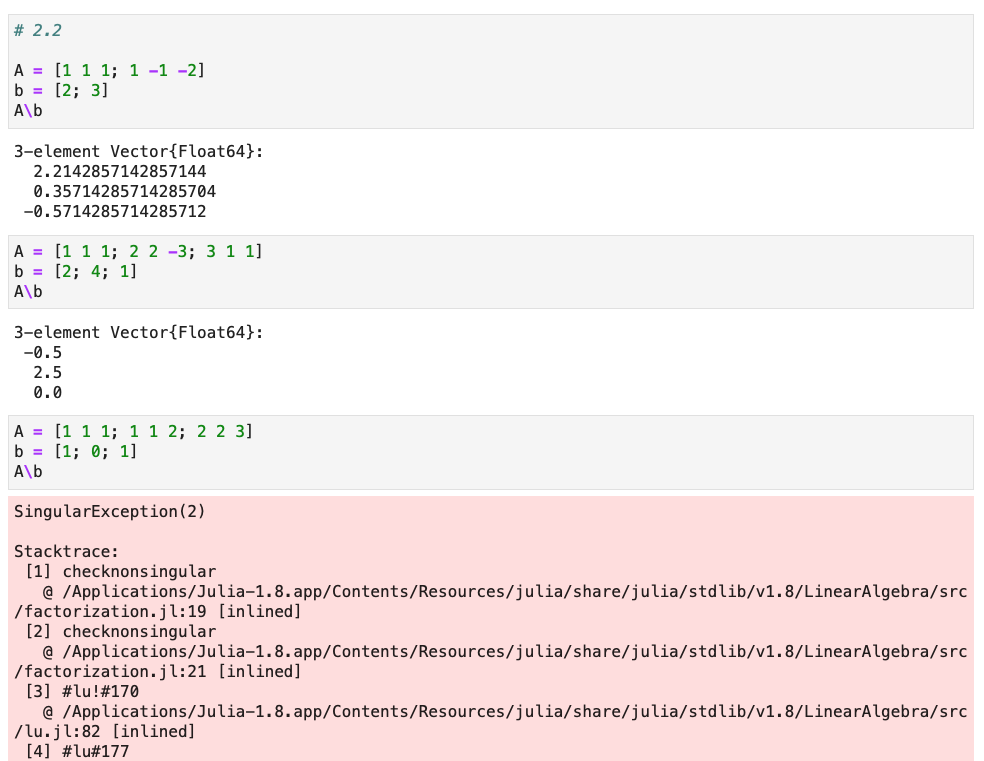 # 2.2
A = [1 1 1; 1 −1 −2]
b = [2; 3]
A\b
3-element Vector{Float64}:
2.2142857142857144
0.35714285714285704
−0.5714285714285712
A = [1 1 1; 2 2 −3; 3 1 1]
b = [2; 4; 1]
A\b
3-element Vector{Float64}:
−0.5
2.5
0.0
A = [1 1 1; 1 1 2; 2 2 3]
b = [1; 0; 1]
A\b
SingularException(2)
Stacktrace:
[1] checknonsingular
@ /Applications/Julia-1.8.app/Contents/Resources/julia/share/julia/stdlib/v1.8/LinearAlgebra/src
/factorization.jl:19 [inlined]
[2] checknonsingular
@ /Applications/Julia-1.8.app/Contents/Resources/julia/share/julia/stdlib/v1.8/LinearAlgebra/src
/factorization.jl:21 [inlined]
[3] #lu!#170
@ /Applications/Julia-1.8.app/Contents/Resources/julia/share/julia/stdlib/v1.8/LinearAlgebra/src
/lu.jl:82 [inlined]
[4] #lu#177